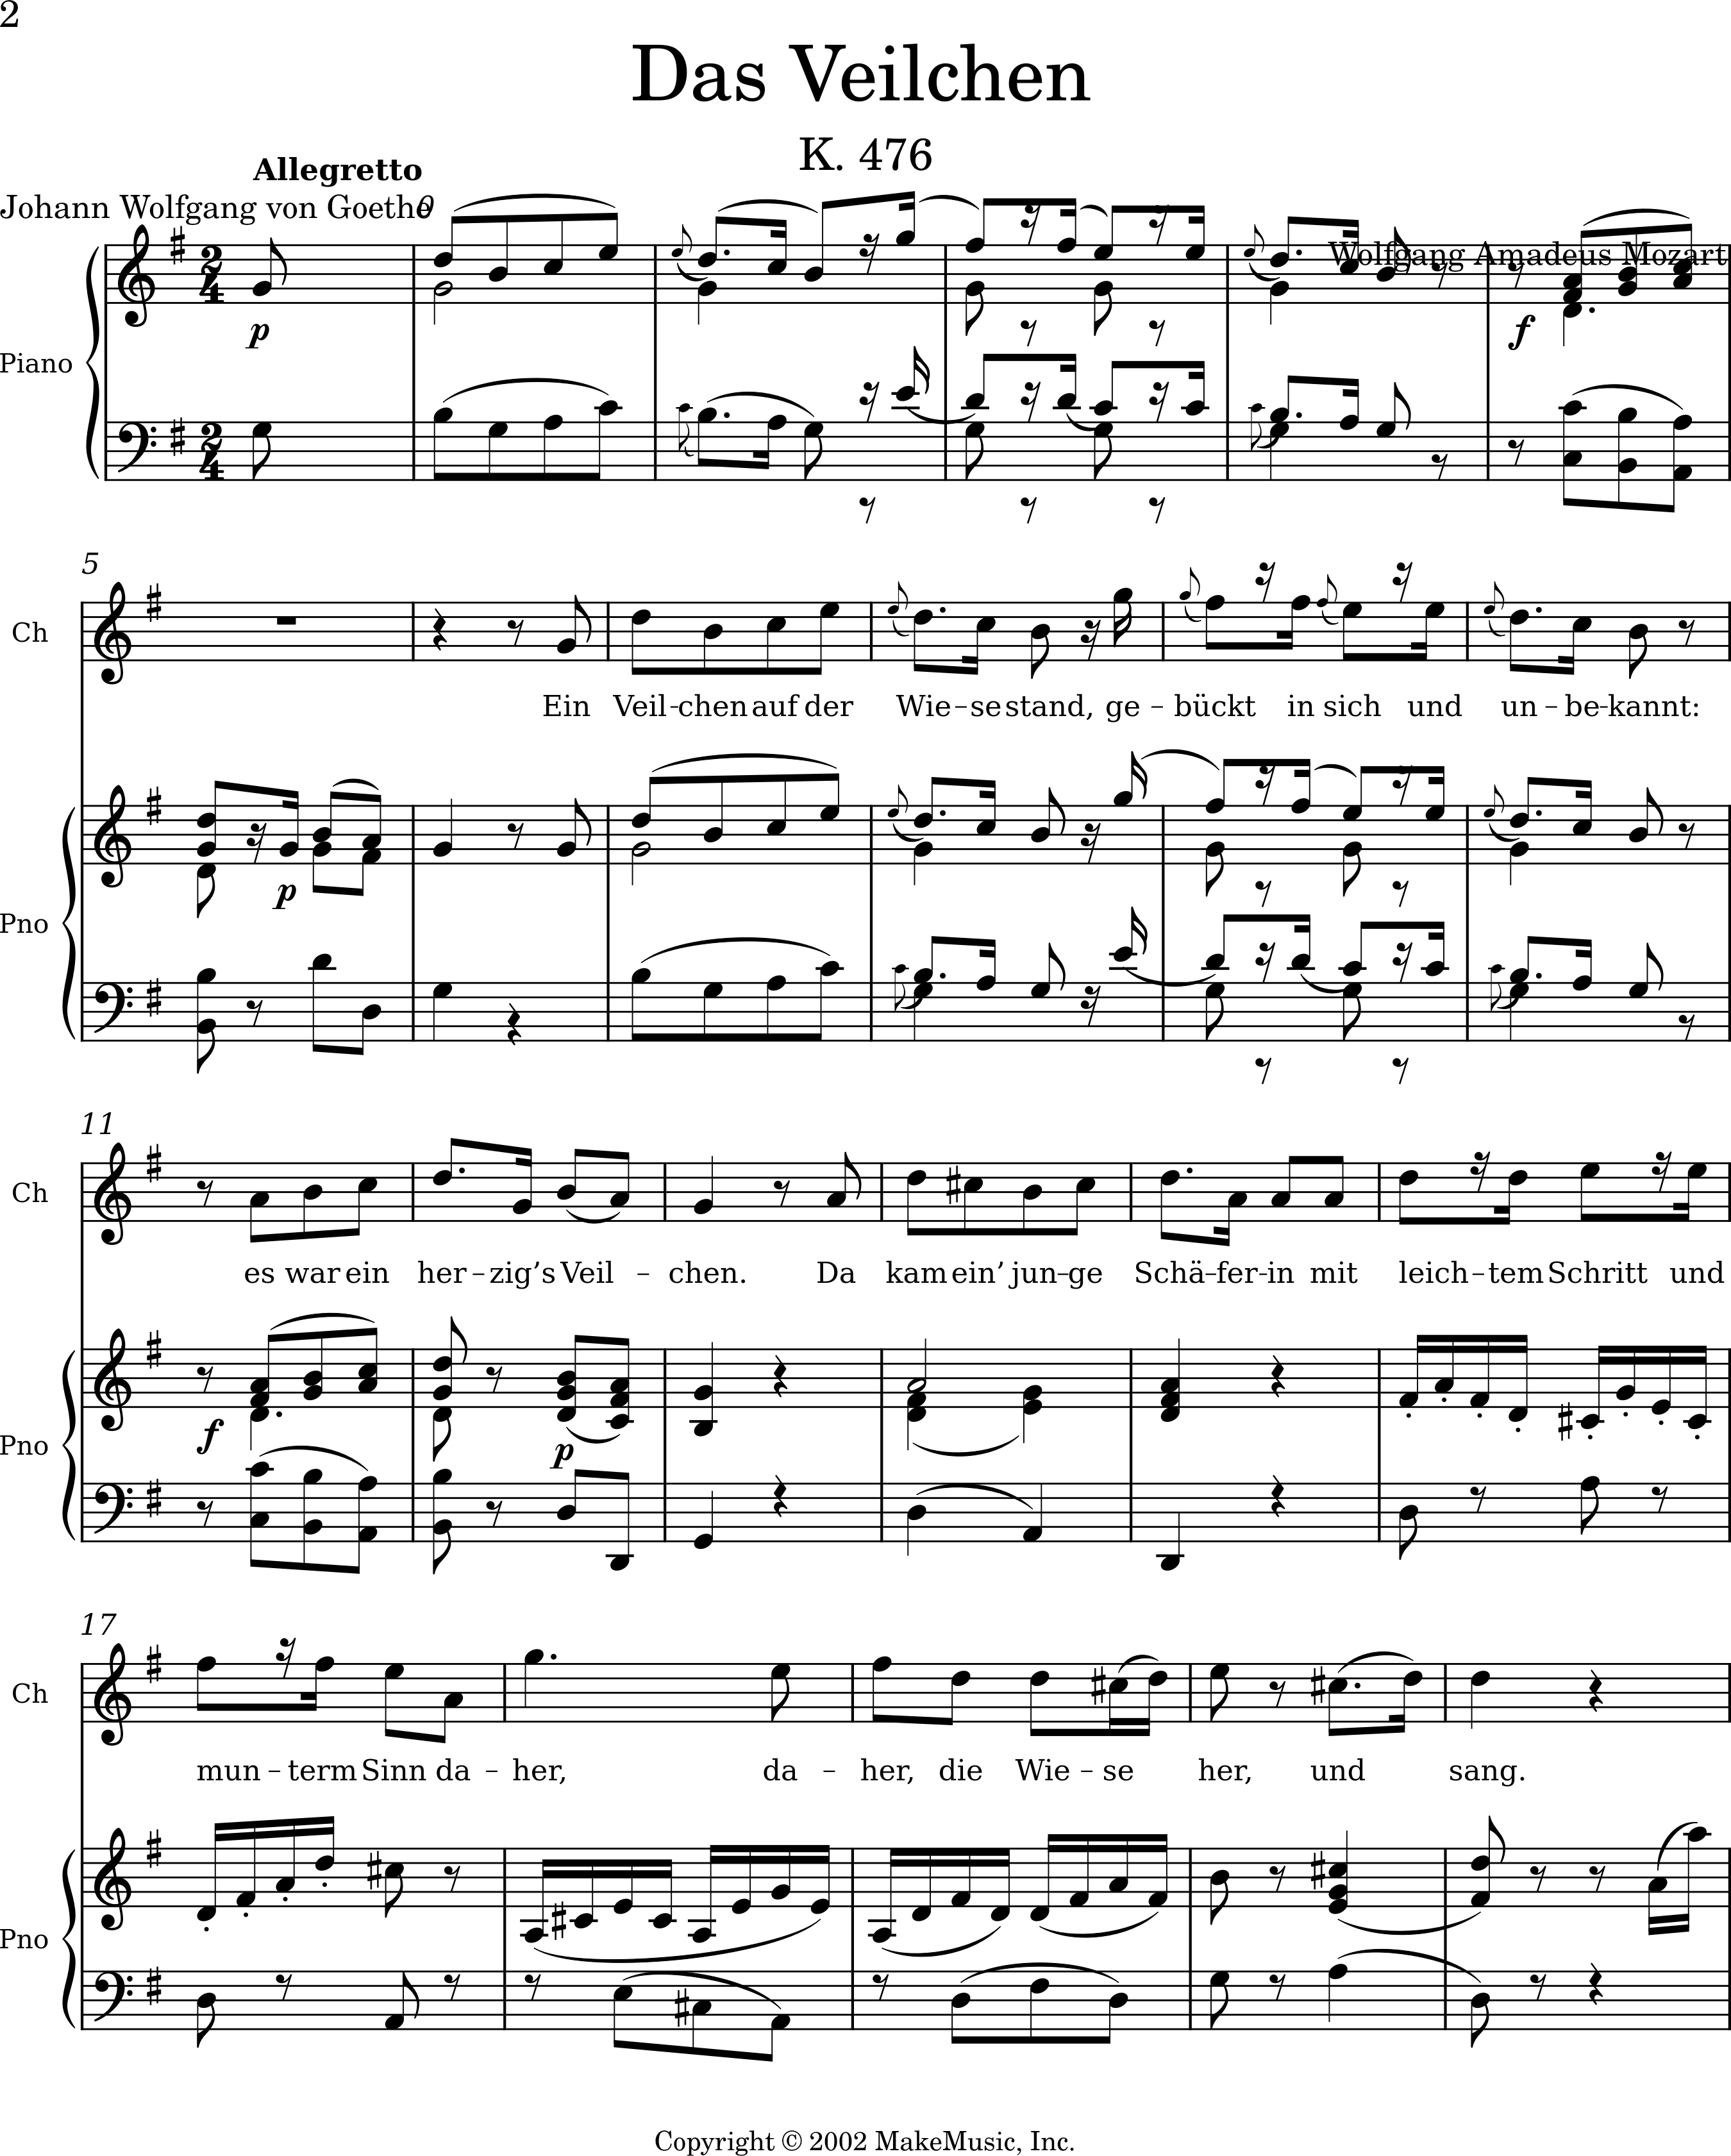 2
Das Veilchen
K. 476
Allegretto
Johann Wolfgang von Goethe
0
Wolfgang Amadeus Mozart
p
f
Piano
5
Ch
Ein Veil – chen auf der Wie – se stand, ge – bückt in sich und un – be – kannt:
p
Pno
11
Ch
es war ein her – zig’s Veil – chen. Da kam ein’ jun – ge Schä – fer – in mit leich – tem Schritt und
f
p
Pno
17
Ch
mun – term Sinn da – her, da – her, die Wie – se her, und sang.
Pno
Copyright © 2002 MakeMusic, Inc.